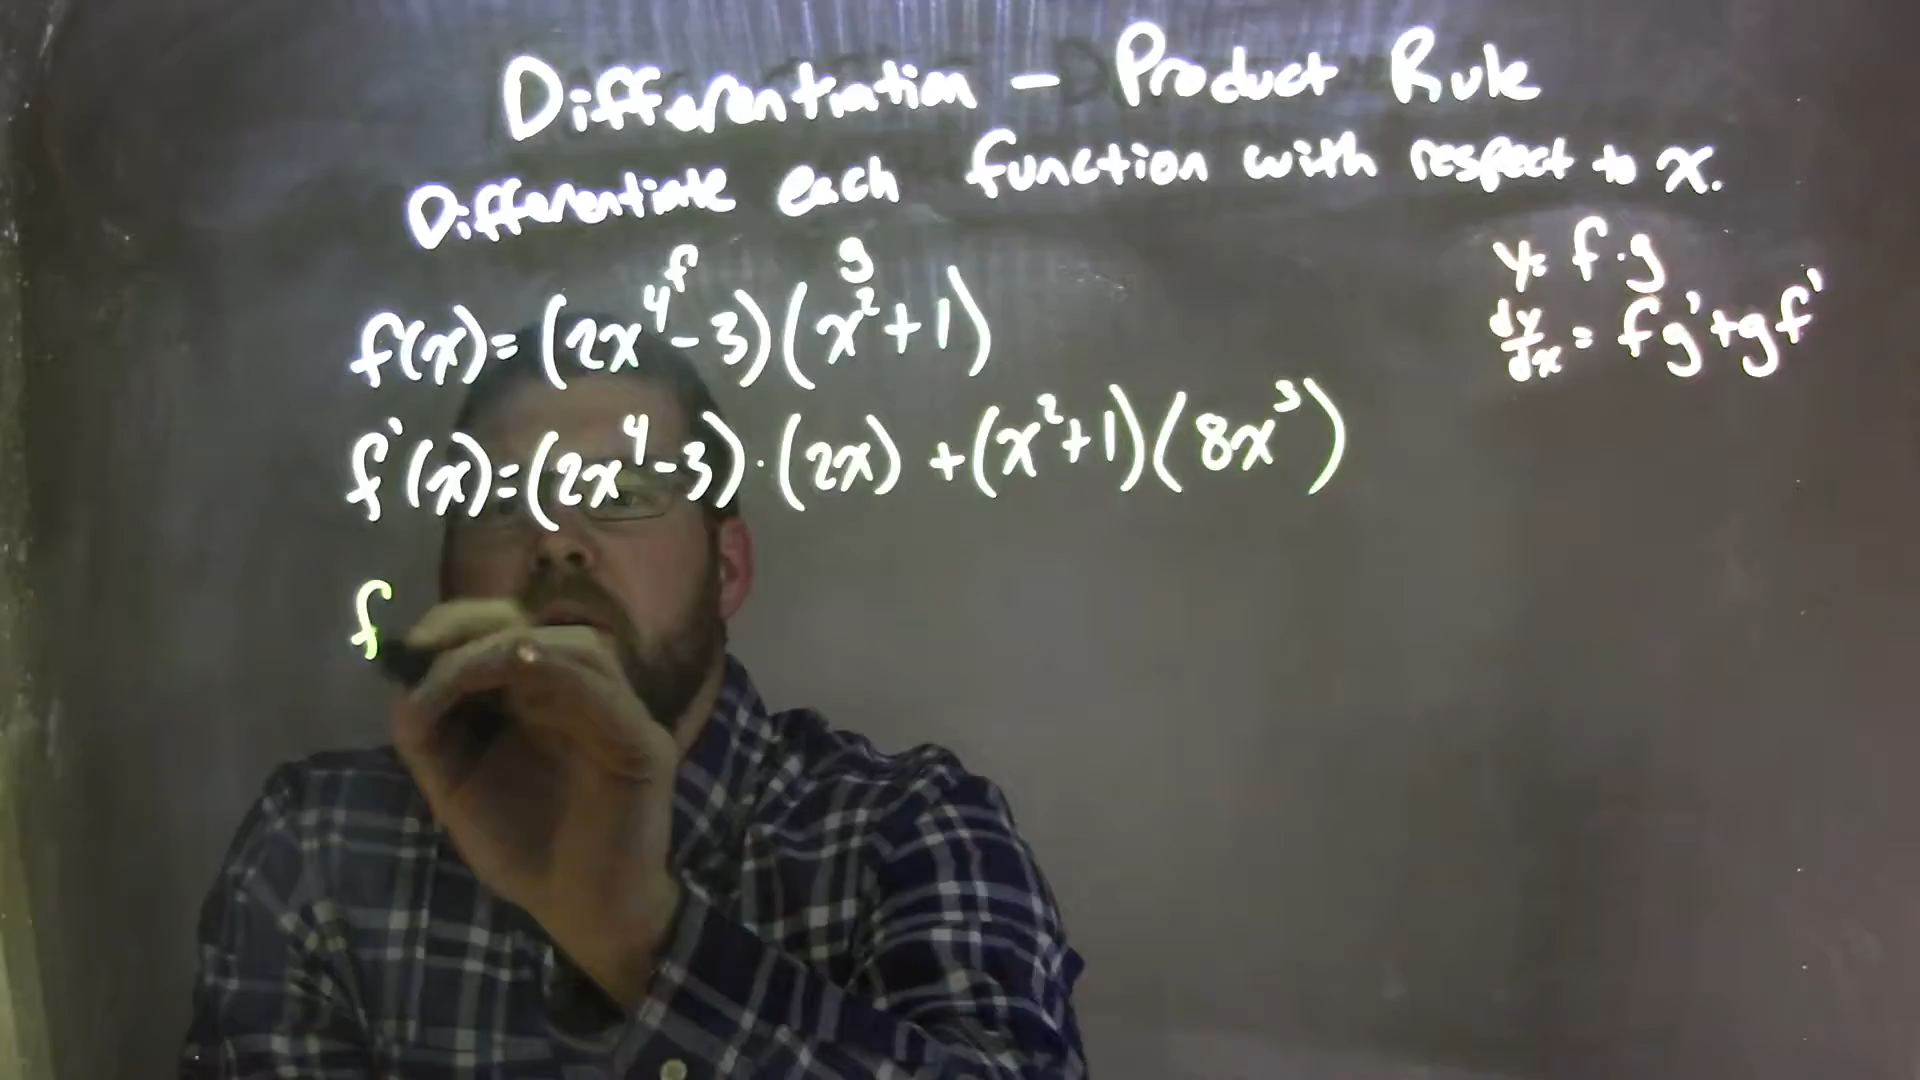 Differentiation - Product Rule
Differentiate each function with respect to x.
f g
f(x)=(2x⁴-3)(x²+1)
f'(x)=(2x⁴-3)·(2x)+(x²+1)(8x³)
f
y= f·g
dy/dx = fg'+gf'